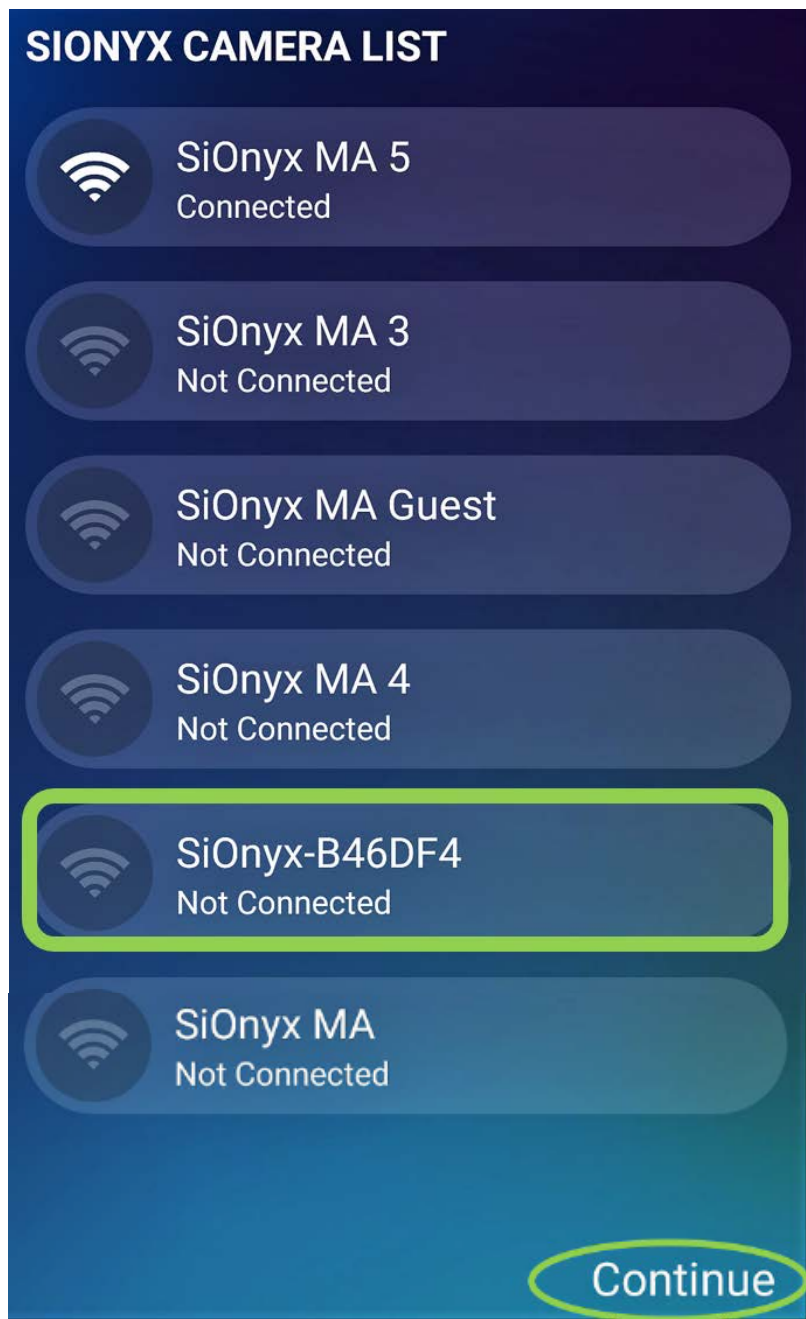 SIONYX CAMERA LIST
SiOnyx MA 5
Connected
SiOnyx MA 3
Not Connected
SiOnyx MA Guest
Not Connected
SiOnyx MA 4
Not Connected
SiOnyx-B46DF4
Not Connected
SiOnyx MA
Not Connected
Continue